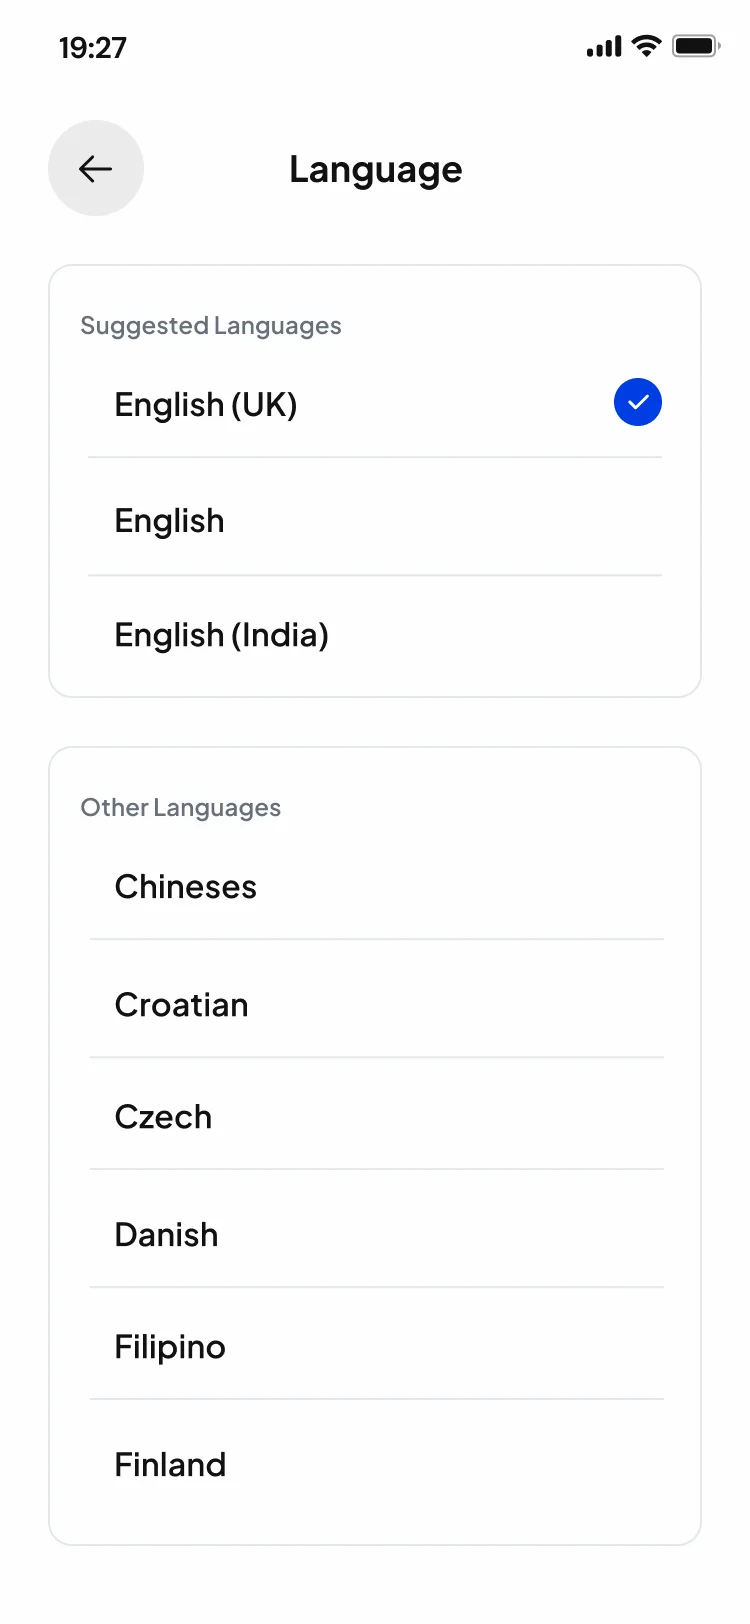 19:27
Language
Suggested Languages
English (UK)
English
English (India)
Other Languages
Chineses
Croatian
Czech
Danish
Filipino
Finland